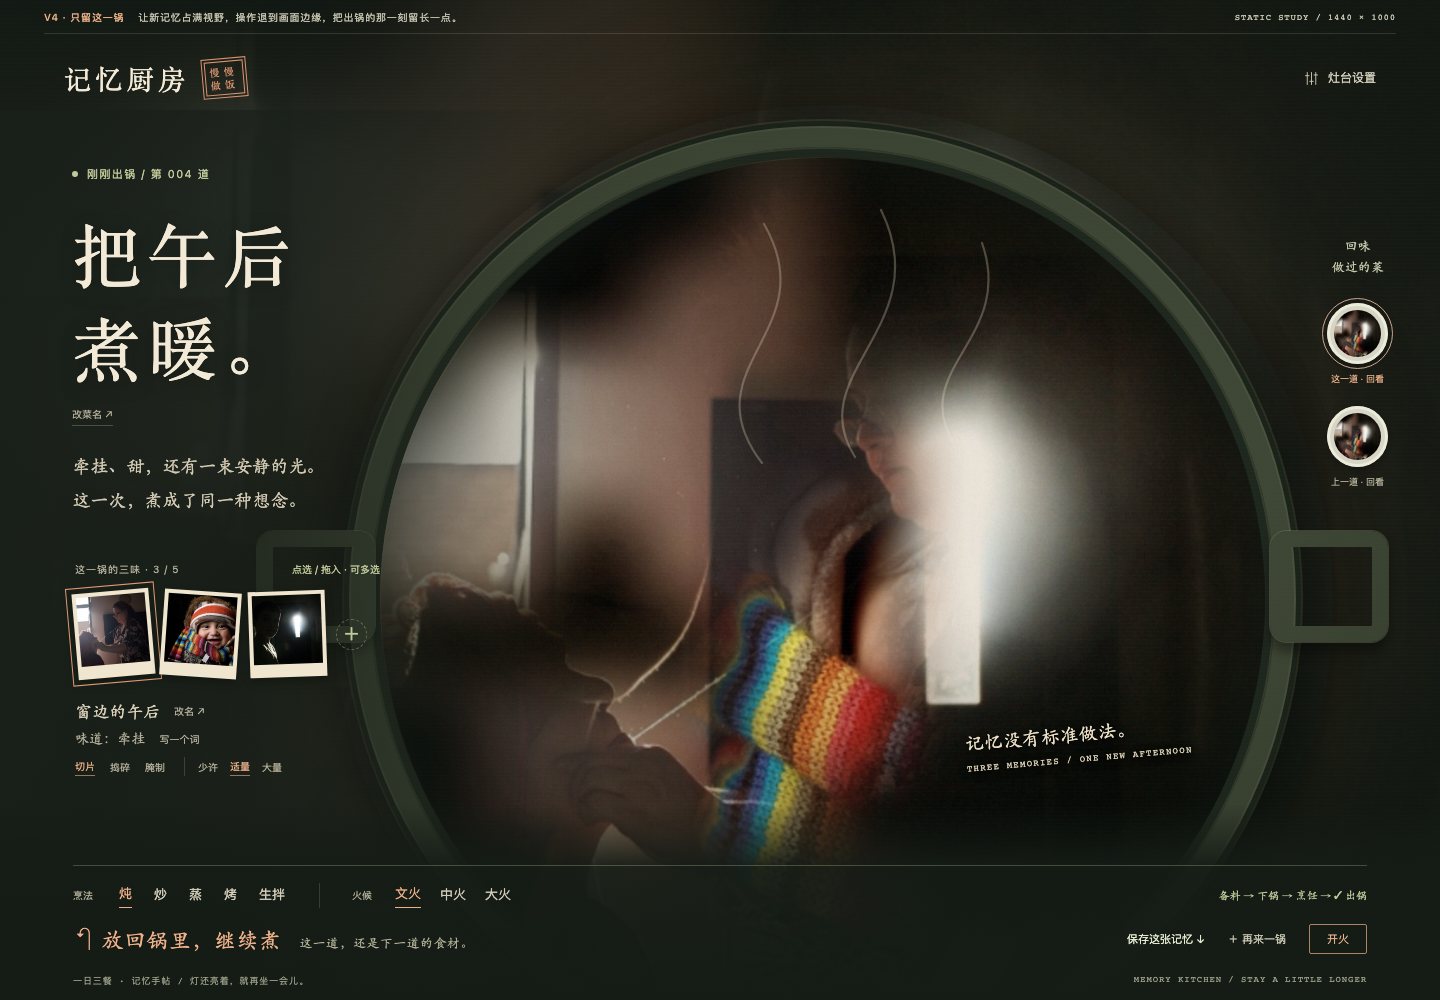 V4 · 只留这一锅 让新记忆占满视野，操作退到画面边缘，把出锅的那一刻留长一点。
STATIC STUDY / 1440 × 1000
记忆厨房
慢慢
做饭
灶台设置
刚刚出锅 / 第 004 道
把午后
煮暖。
改菜名 ↗
牵挂、甜，还有一束安静的光。
这一次，煮成了同一种想念。
回味
做过的菜
这一道 · 回看
上一道 · 回看
这一锅的三味 · 3 / 5
点选 / 拖入 · 可多选
+
窗边的午后 改名 ↗
味道：牵挂 写一个词
切片 捣碎 腌制 少许 适量 大量
记忆没有标准做法。
THREE MEMORIES / ONE NEW AFTERNOON
烹法 炖 炒 蒸 烤 生拌 火候 文火 中火 大火
备料 → 下锅 → 烹饪 → ✓ 出锅
放回锅里，继续煮 这一道，还是下一道的食材。
保存这张记忆 ↓ + 再来一锅 开火
一日三餐 · 记忆手帖 / 灯还亮着，就再坐一会儿。
MEMORY KITCHEN / STAY A LITTLE LONGER